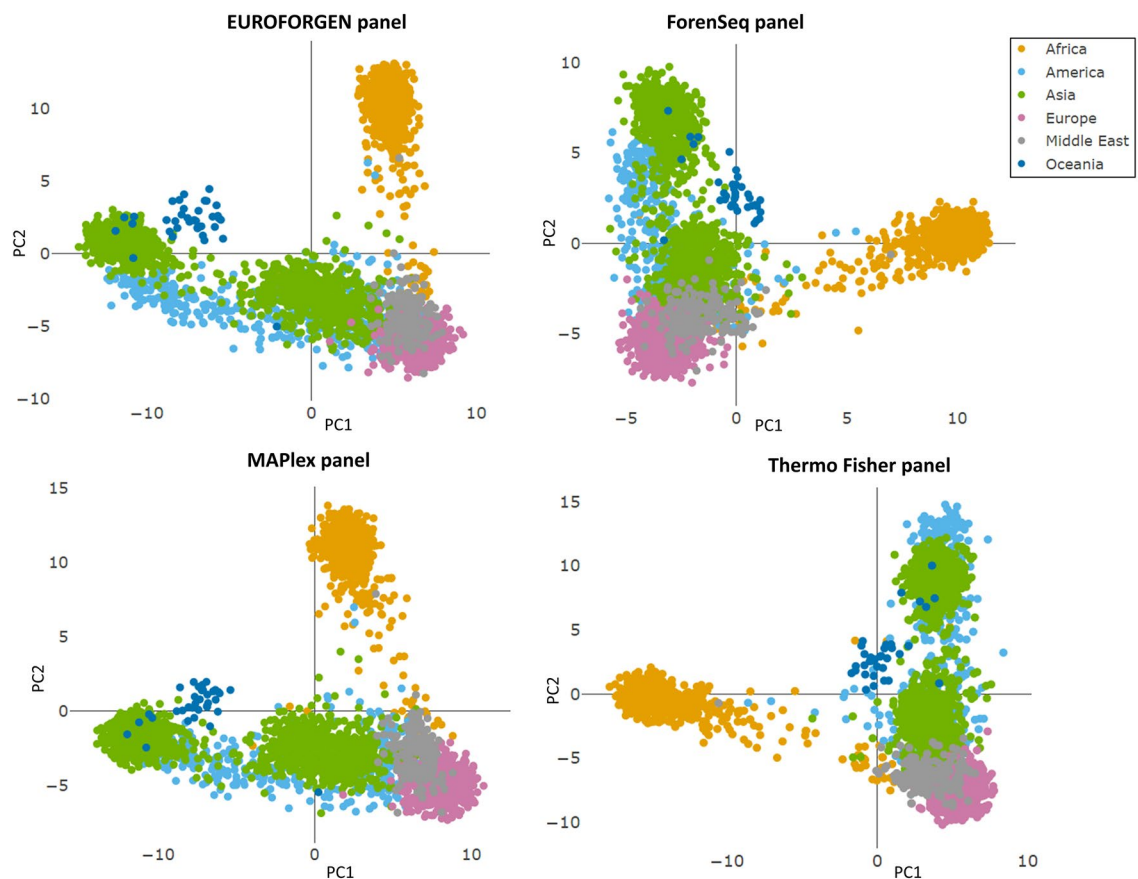 EUROFORGEN panel
10
5
0
−5
−10
PC2
−10
0
10
PC1
ForenSeq panel
10
5
0
−5
PC2
−5
0
5
10
PC1
Africa
America
Asia
Europe
Middle East
Oceania
MAPlex panel
15
10
5
0
−5
PC2
−10
0
10
PC1
Thermo Fisher panel
15
10
5
0
−5
−10
PC2
−10
0
10
PC1